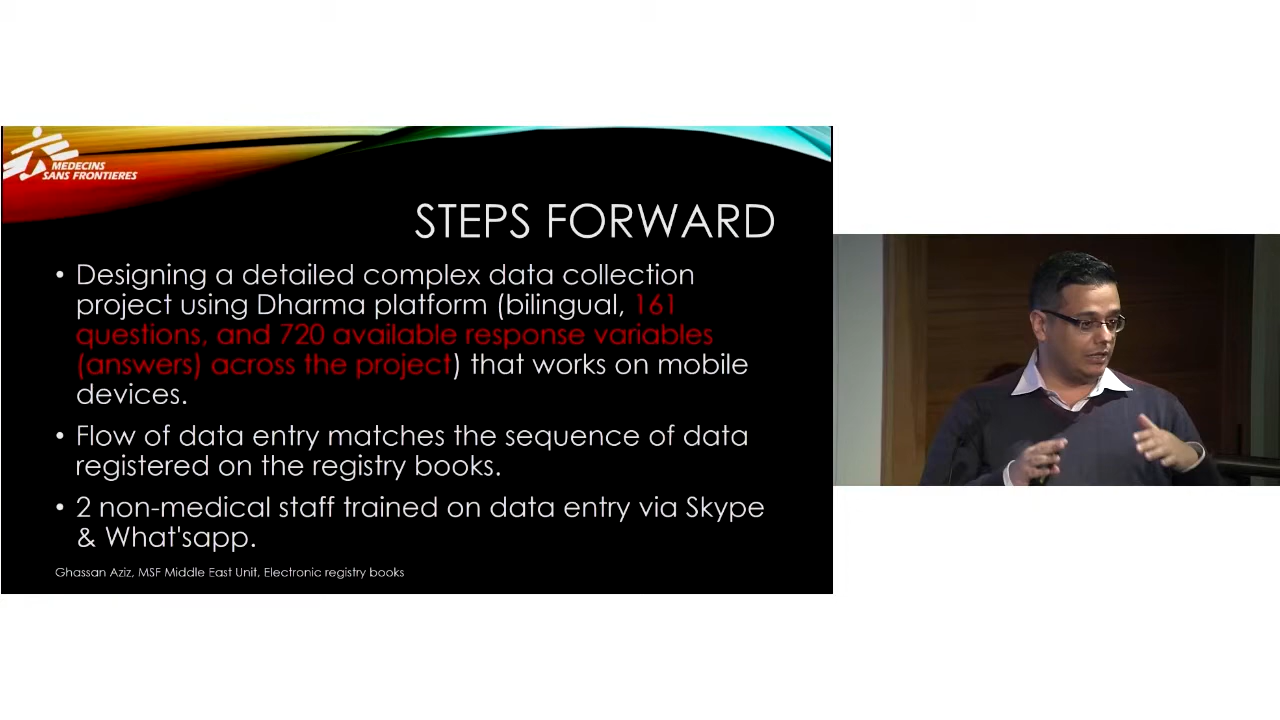 MEDECINS
SANS FRONTIERES
STEPS FORWARD
• Designing a detailed complex data collection
project using Dharma platform (bilingual, 161
questions, and 720 available response variables
(answers) across the project) that works on mobile
devices.
• Flow of data entry matches the sequence of data
registered on the registry books.
• 2 non-medical staff trained on data entry via Skype
& What'sapp.
Ghassan Aziz, MSF Middle East Unit, Electronic registry books